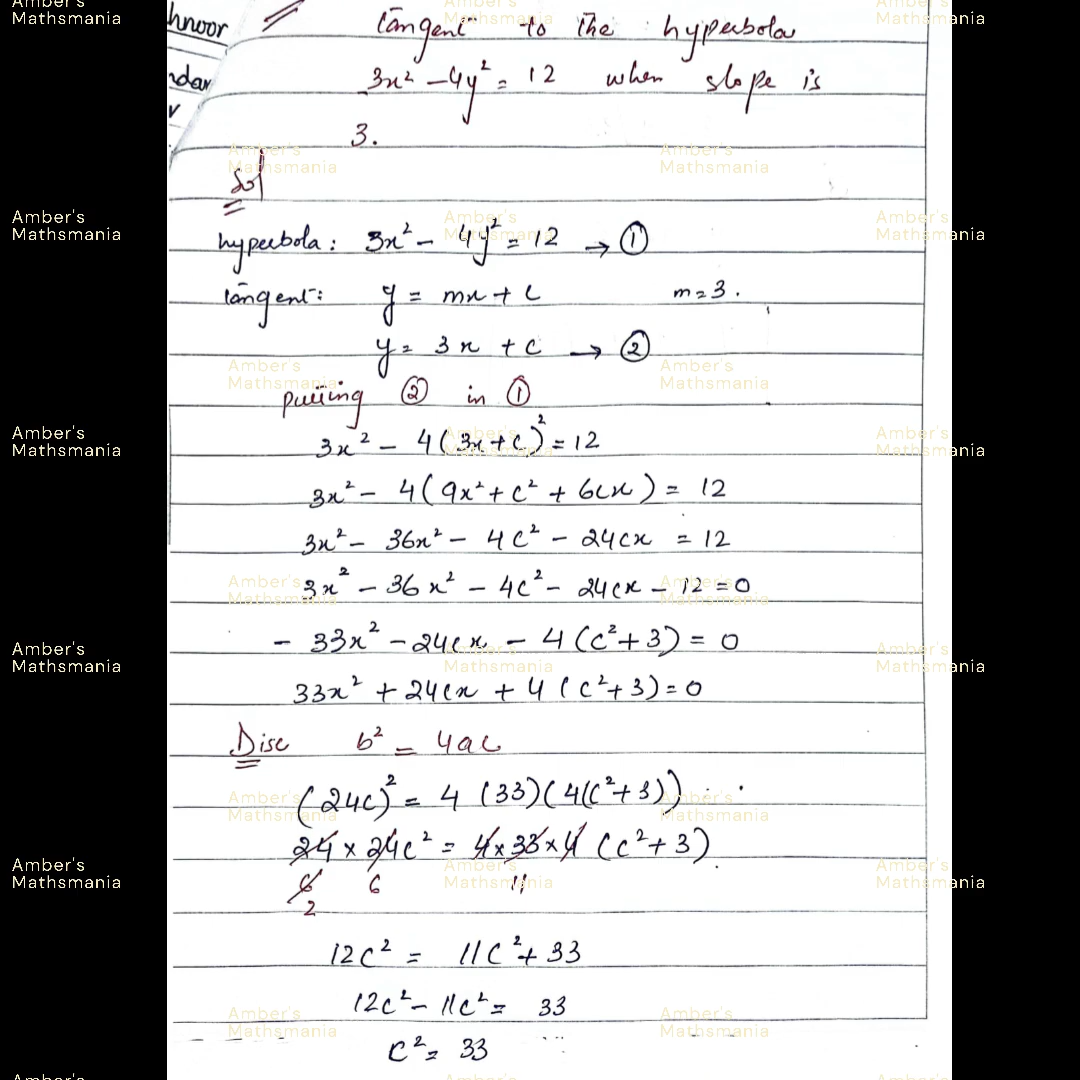 hnoor
ndar
v
Tangent to the hyperbola
3x² - 4y² = 12 when slope is
3.
Sol
hyperbola: 3x² - 4y² = 12 → ①
tangent: y = mx + c m = 3.
y = 3x + c → ②
putting ② in ①
3x² - 4(3x + c)² = 12
3x² - 4(9x² + c² + 6cx) = 12
3x² - 36x² - 4c² - 24cx = 12
3x² - 36x² - 4c² - 24cx - 12 = 0
- 33x² - 24cx - 4(c² + 3) = 0
33x² + 24cx + 4(c² + 3) = 0
Disc b² = 4ac
(24c)² = 4(33)(4(c² + 3))
24 × 24c² = 4 × 33 × 4 (c² + 3)
6 6 11
2
12c² = 11c² + 33
12c² - 11c² = 33
c² = 33
Amber's
Mathsmania